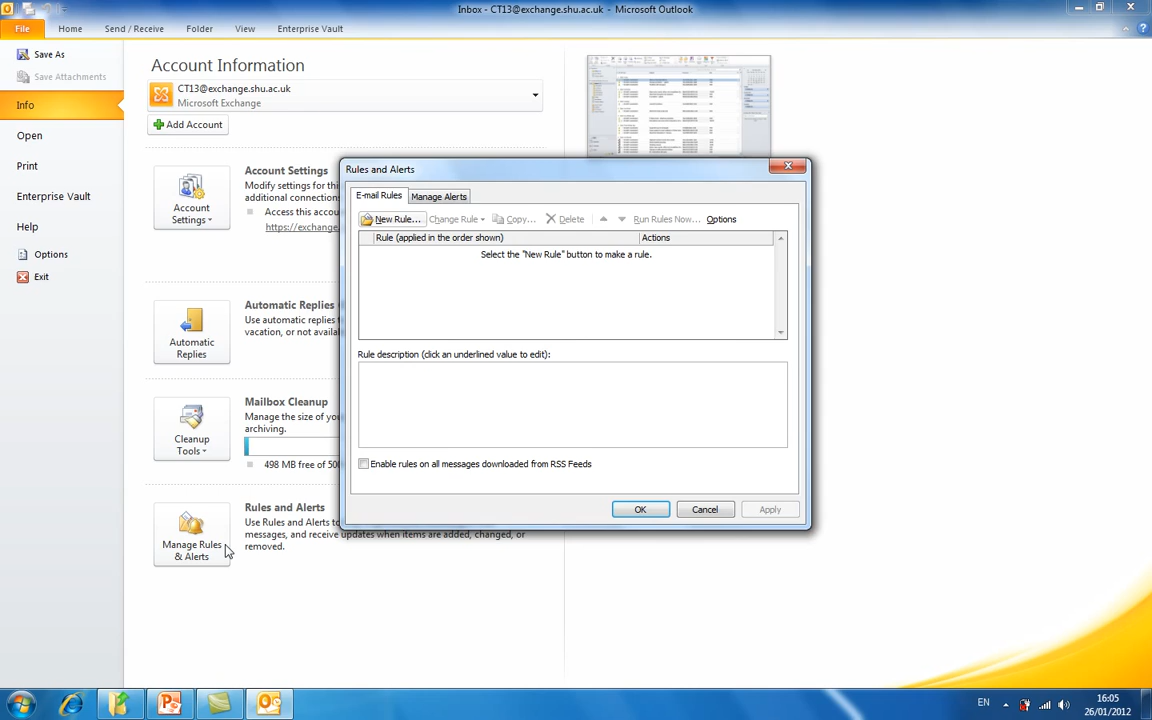 Inbox - CT13@exchange.shu.ac.uk - Microsoft Outlook
File Home Send / Receive Folder View Enterprise Vault
Save As
Save Attachments
Info
Open
Print
Enterprise Vault
Help
Options
Exit
Account Information
CT13@exchange.shu.ac.uk
Microsoft Exchange
Add Account
Account
Settings
Account Settings
Modify settings for thi
additional connections
Access this accou
https://exchange.
Automatic
Replies
Automatic Replies
Use automatic replies
vacation, or not availa
Cleanup
Tools
Mailbox Cleanup
Manage the size of you
archiving.
498 MB free of 500
Manage Rules
& Alerts
Rules and Alerts
Use Rules and Alerts to
messages, and receive updates when items are added, changed, or
removed.
Rules and Alerts
E-mail Rules Manage Alerts
New Rule... Change Rule Copy... Delete Run Rules Now... Options
Rule (applied in the order shown) Actions
Select the "New Rule" button to make a rule.
Rule description (click an underlined value to edit):
Enable rules on all messages downloaded from RSS Feeds
OK Cancel Apply
EN
16:05
26/01/2012